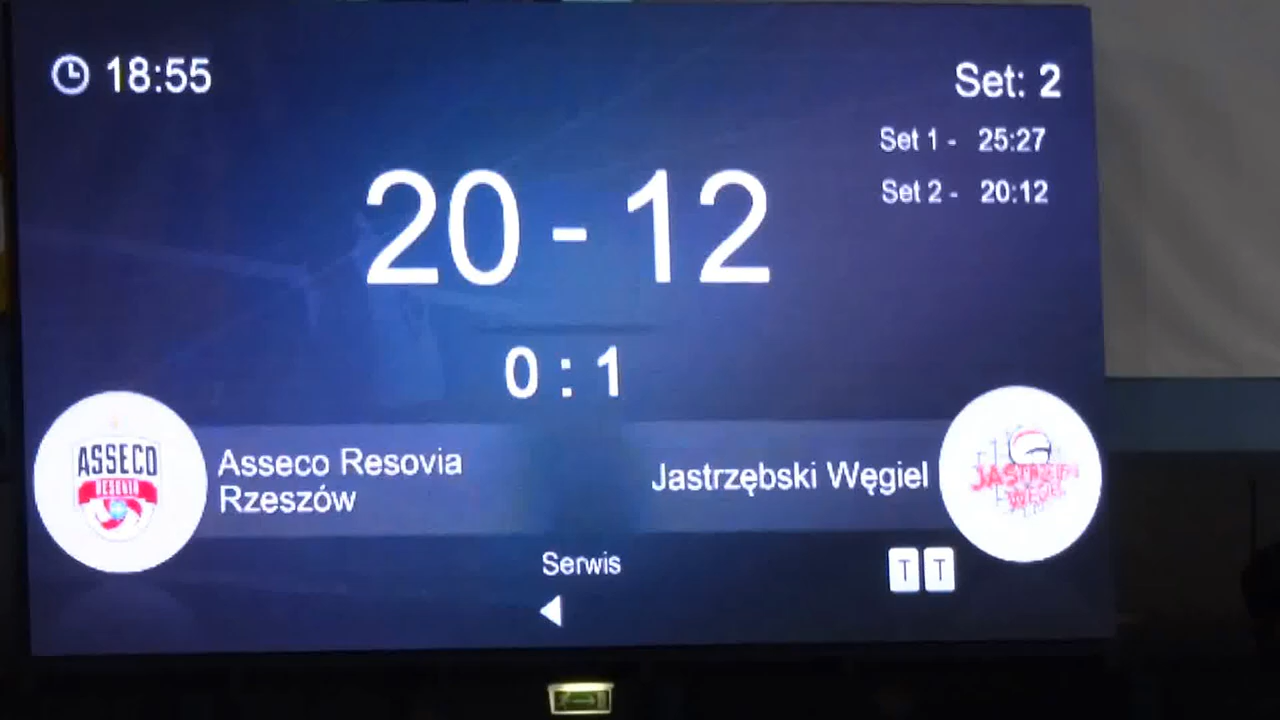 18:55
Set: 2
Set 1 - 25:27
Set 2 - 20:12
20 - 12
0 : 1
ASSECO
RESOVIA
Asseco Resovia
Rzeszów
Jastrzębski Węgiel
JASTRZĘBSKI
WĘGIEL
Serwis
T T